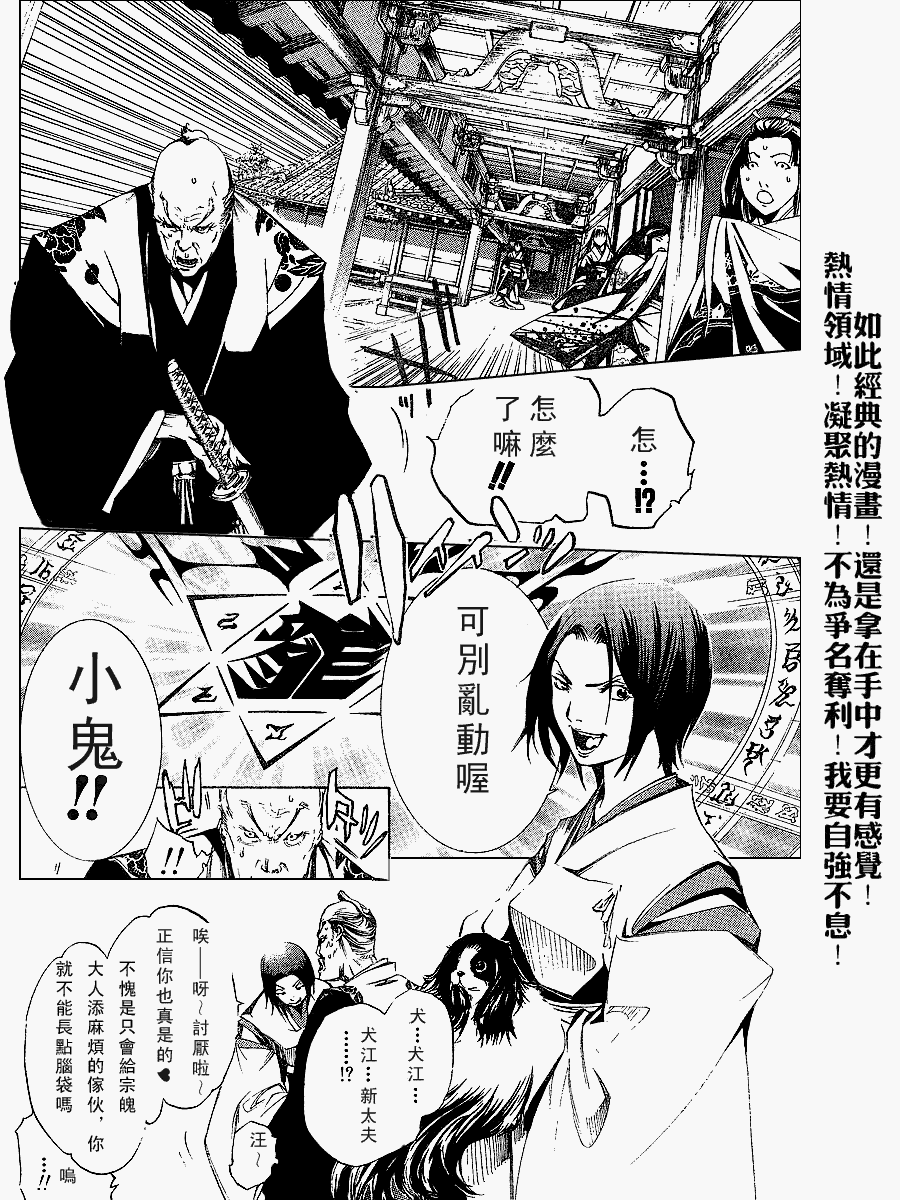 如此經典的漫畫！還是拿在手中才更有感覺！
熱情領域！凝聚熱情！不為爭名奪利！我要自強不息！
怎…!?
怎麼
了嘛!!
可別亂動喔
小鬼!!
!!
犬…犬江…
犬江…新太夫
………!?
唉——呀～討厭啦～
正信你也真是的♥
不愧是只會給宗魄
大人添麻煩的傢伙，你
就不能長點腦袋嗎
汪～
嗚
…!!